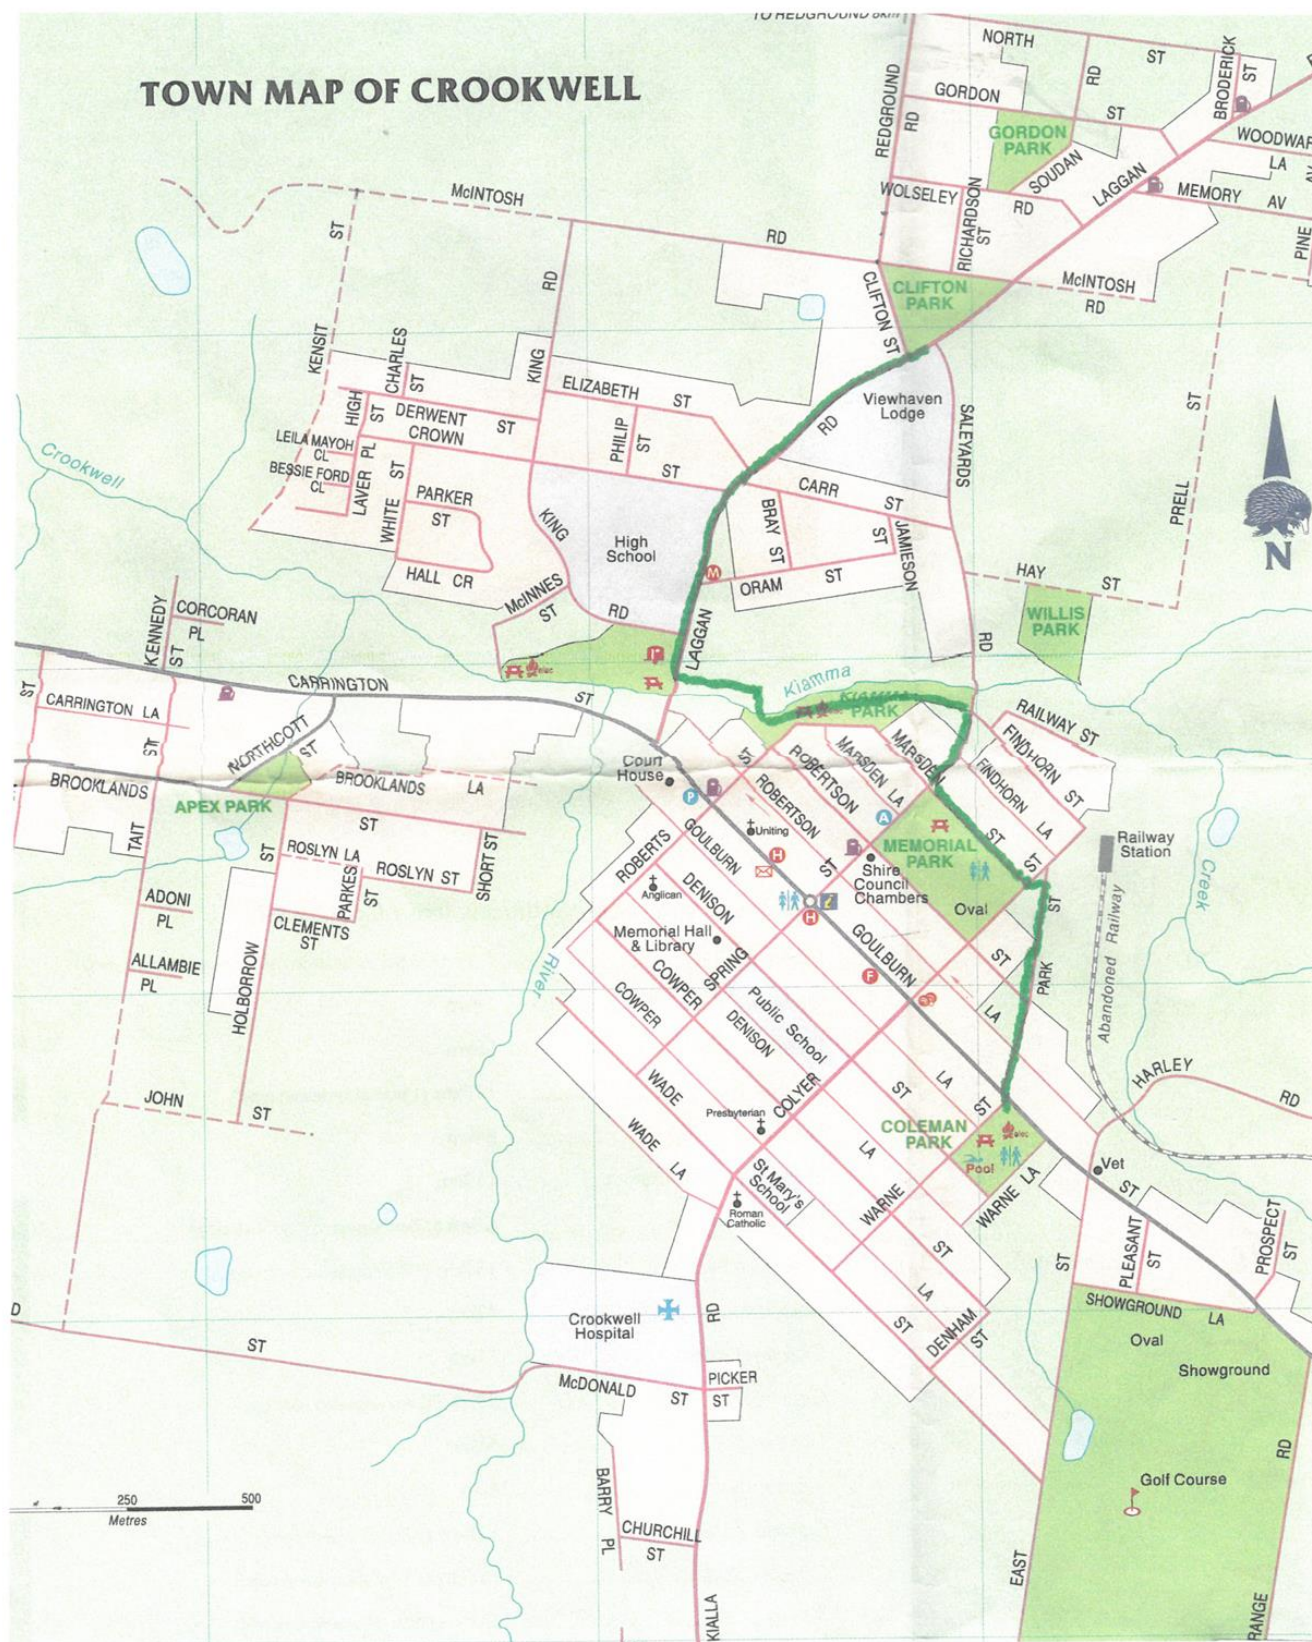 TO REDGROUND 8km
TOWN MAP OF CROOKWELL
NORTH
RD
ST
BRODERICK
ST
REDGROUND
RD
GORDON
ST
GORDON
PARK
SOUDAN
LAGGAN
WOODWAR
LA
AV
MEMORY AV
PINE
WOLSELEY
RD
RICHARDSON
ST
McINTOSH
RD
CLIFTON
PARK
CLIFTON ST
McINTOSH
RD
ST
KENSIT
RD
KING
CHARLES
ST
HIGH
ST
DERWENT
ST
CROWN
ST
ELIZABETH
ST
PHILIP
ST
Viewhaven
Lodge
RD
SALEYARDS
ST
PRELL
LEILA MAYOH
CL
BESSIE FORD
CL
LAVER PL
WHITE ST
PARKER
ST
HALL CR
Crookwell
KING
High
School
CARR ST
BRAY ST
ST
JAMIESON
ORAM ST
M
McINNES
ST
RD
LAGGAN
HAY ST
WILLIS
PARK
RD
N
KENNEDY
ST
CORCORAN
PL
CARRINGTON
ST
ST
CARRINGTON LA
ST
NORTHCOTT
ST
BROOKLANDS
APEX PARK
BROOKLANDS LA
ST
elec
Kiamma
KIAMMA
PARK
RAILWAY ST
FINDHORN ST
FINDHORN LA
MARSDEN
ST
MARSDEN LA
ROBERTSON
ST
ROBERTSON
ST
Court
House
P
Uniting
H
A
MEMORIAL
PARK
Oval
Shire
Council
Chambers
Railway
Station
Abandoned Railway
Creek
TAIT
ADONI
PL
ALLAMBIE
PL
ST
HOLBORROW
ROSLYN LA
PARKES
ST
ROSLYN ST
SHORT ST
CLEMENTS
ST
ROBERTS
GOULBURN
DENISON
Anglican
Memorial Hall
& Library
COWPER
COWPER
SPRING
i
H
GOULBURN
F
ST
LA
ST
PARK
River
DENISON
Public School
WADE
WADE
LA
Presbyterian
COLYER
ST
LA
ST
HARLEY
RD
JOHN
ST
COLEMAN
PARK
elec
Pool
Vet
ST
LA
WARNE
WARNE LA
St Mary's
School
Roman
Catholic
ST
LA
ST
DENHAM
ST
ST
PLEASANT
ST
PROSPECT
ST
SHOWGROUND LA
Oval
Showground
D
ST
Crookwell
Hospital
RD
McDONALD ST
PICKER
ST
BARRY
PL
CHURCHILL
ST
KIALLA
Golf Course
RD
EAST
RANGE
250 500
Metres